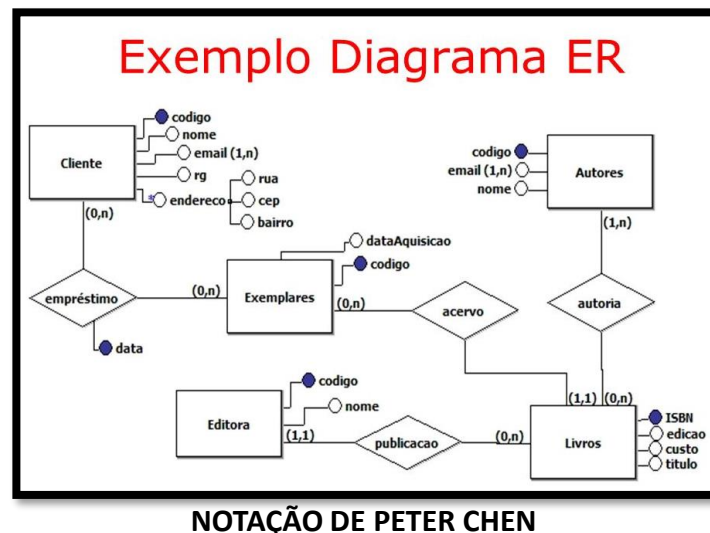 Exemplo Diagrama ER
Cliente
codigo
nome
email (1,n)
rg
*
endereco
rua
cep
bairro
(0,n)
codigo
email (1,n)
nome
Autores
(1,n)
empréstimo
data
(0,n)
Exemplares
dataAquisicao
codigo
(0,n)
acervo
autoria
Editora
codigo
nome
(1,1)
publicacao
(0,n)
(1,1)
(0,n)
Livros
ISBN
edicao
custo
titulo
NOTAÇÃO DE PETER CHEN